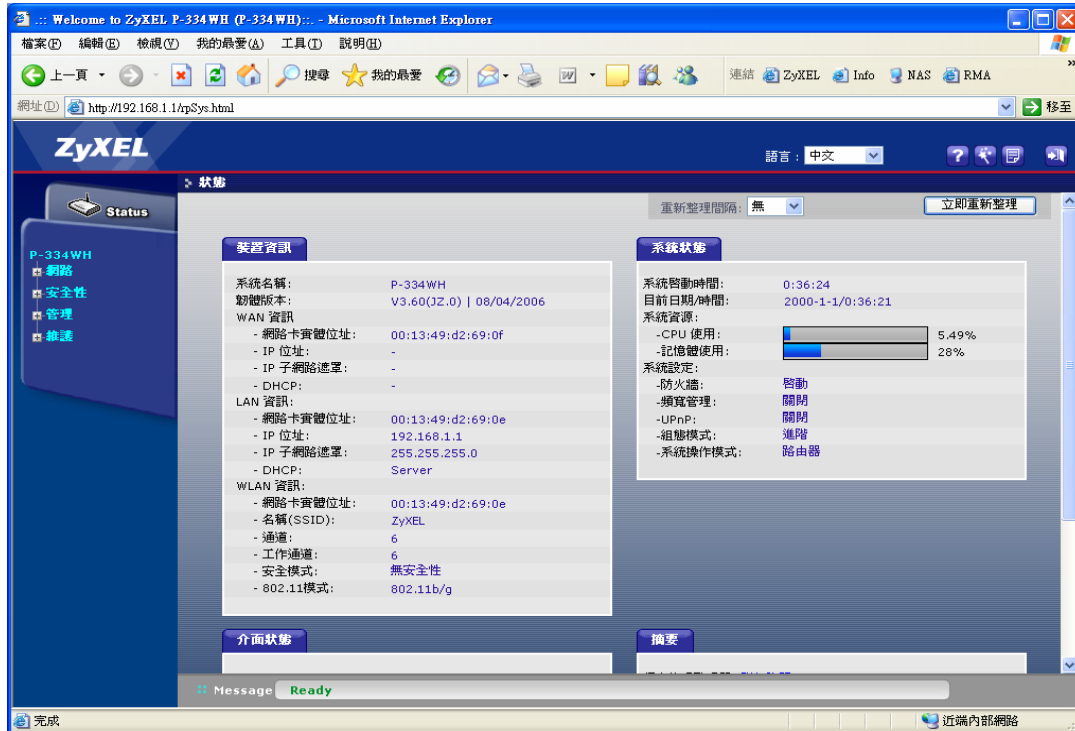 .:: Welcome to ZyXEL P-334WH (P-334WH)::. - Microsoft Internet Explorer
檔案(F) 編輯(E) 檢視(V) 我的最愛(A) 工具(T) 說明(H)
上一頁 搜尋 我的最愛 連結 ZyXEL Info NAS RMA »
網址(D) http://192.168.1.1/rpSys.html 移至
ZyXEL
語言 : 中文
Status
> 狀態
重新整理間隔: 無 立即重新整理
P-334WH
網路
安全性
管理
維護
裝置資訊
系統名稱: P-334WH
韌體版本: V3.60(JZ.0) | 08/04/2006
WAN 資訊
- 網路卡實體位址: 00:13:49:d2:69:0f
- IP 位址: -
- IP 子網路遮罩: -
- DHCP: -
LAN 資訊:
- 網路卡實體位址: 00:13:49:d2:69:0e
- IP 位址: 192.168.1.1
- IP 子網路遮罩: 255.255.255.0
- DHCP: Server
WLAN 資訊:
- 網路卡實體位址: 00:13:49:d2:69:0e
- 名稱(SSID): ZyXEL
- 通道: 6
- 工作通道: 6
- 安全模式: 無安全性
- 802.11模式: 802.11b/g
系統狀態
系統啟動時間: 0:36:24
目前日期/時間: 2000-1-1/0:36:21
系統資源:
-CPU 使用: 5.49%
-記憶體使用: 28%
系統設定:
-防火牆: 啟動
-頻寬管理: 關閉
-UPnP: 關閉
-組態模式: 進階
-系統操作模式: 路由器
介面狀態
摘要
Message Ready
完成 近端內部網路